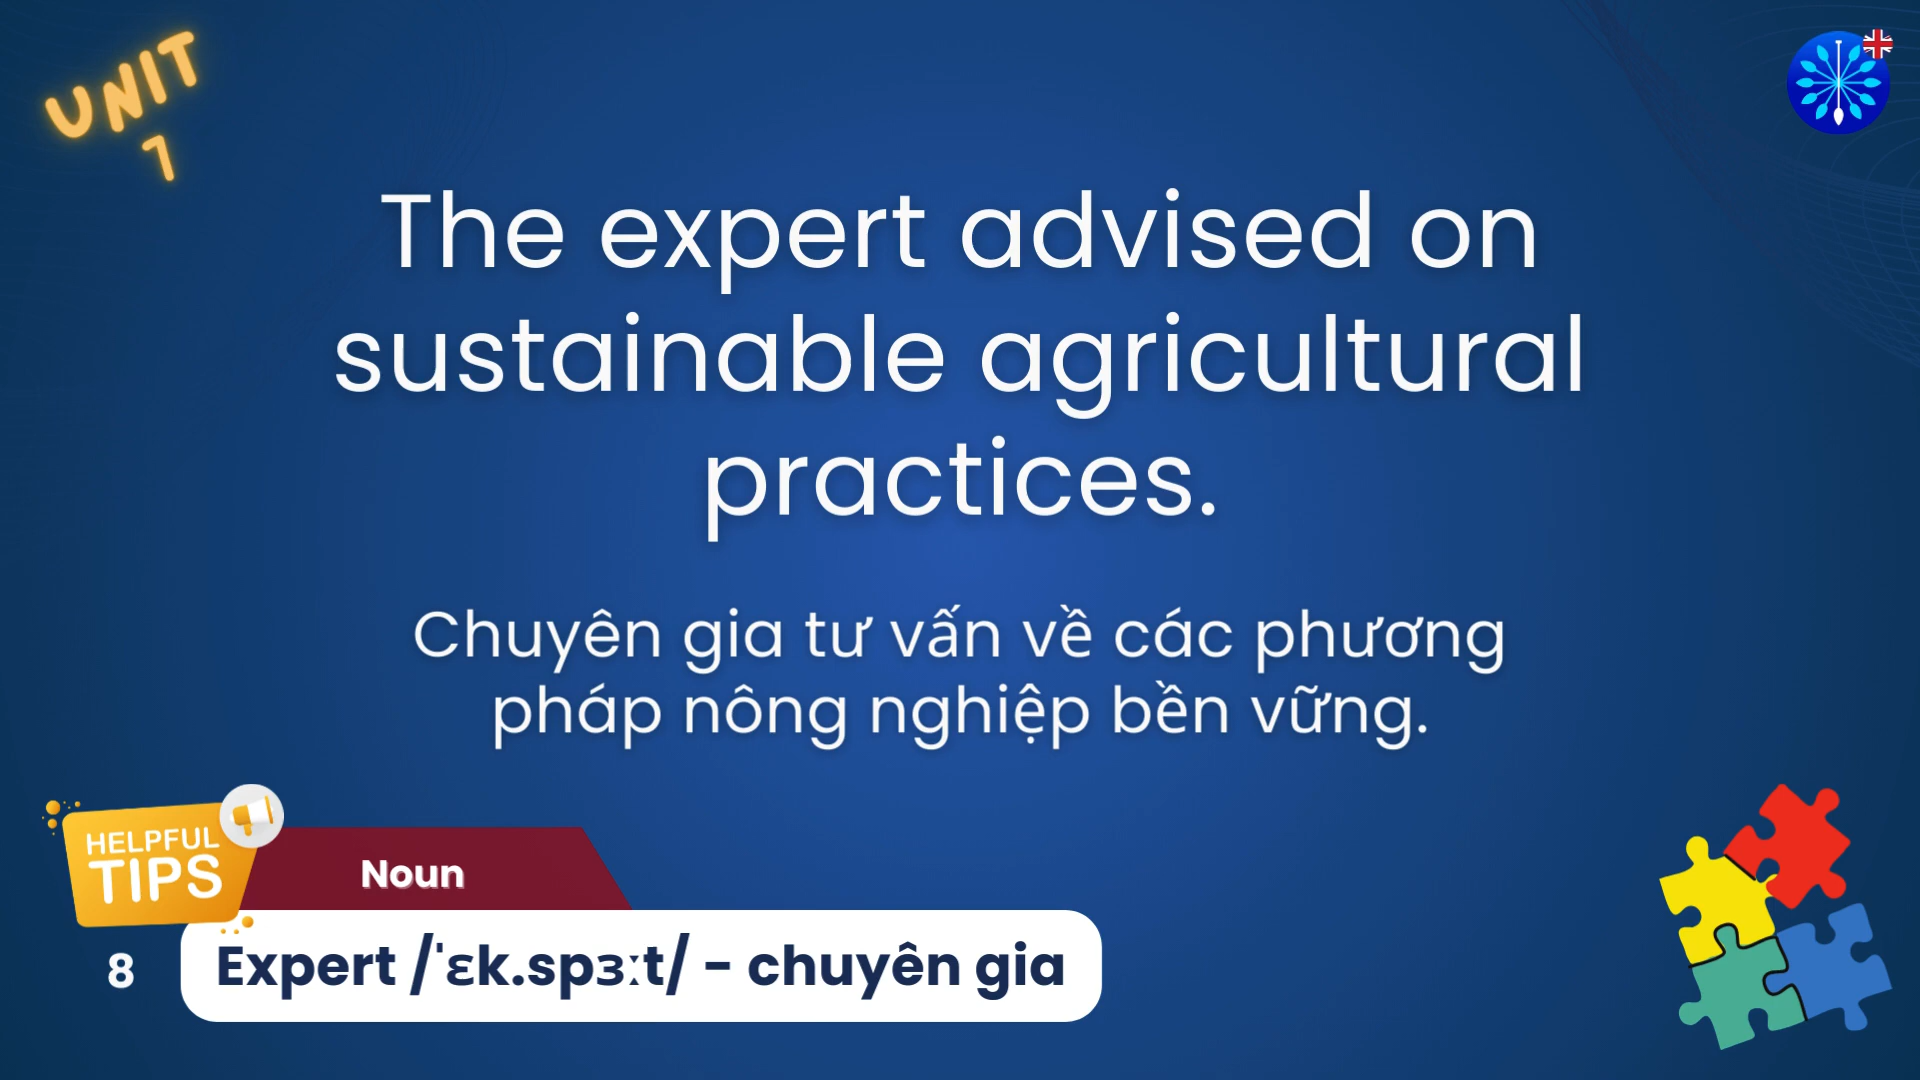 UNIT
1
The expert advised on
sustainable agricultural
practices.
Chuyên gia tư vấn về các phương
pháp nông nghiệp bền vững.
HELPFUL
TIPS
Noun
8
Expert /ˈɛk.spɜːt/ - chuyên gia